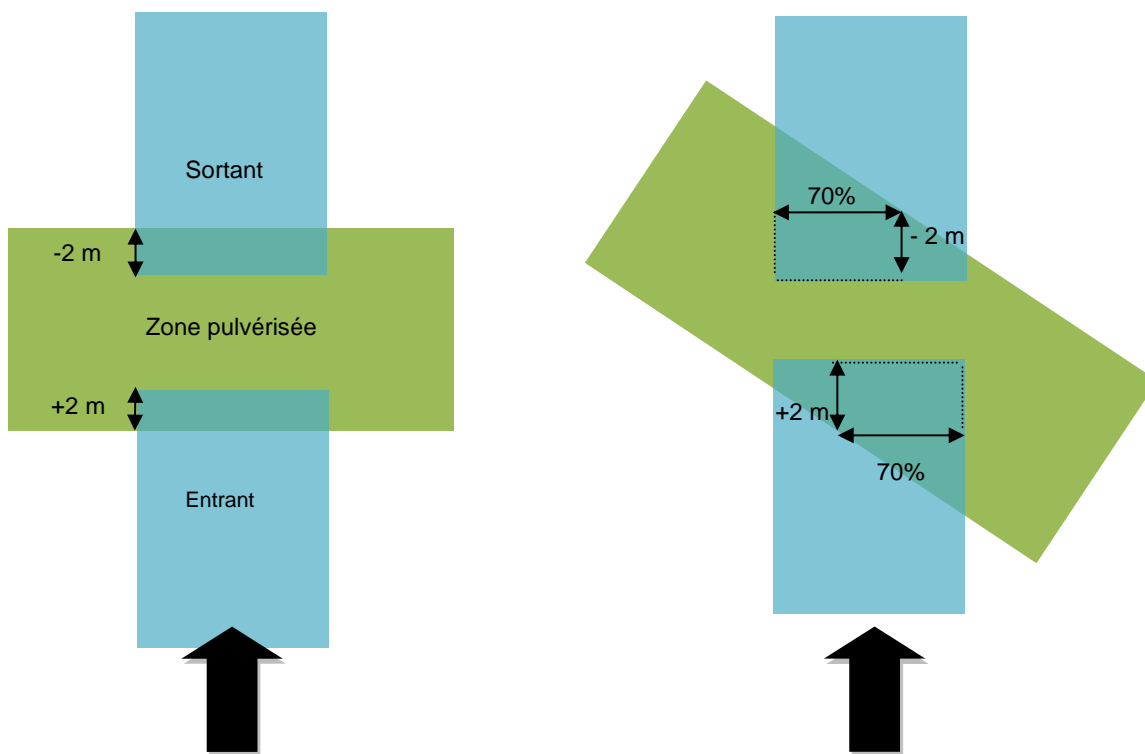 Sortant
-2 m
Zone pulvérisée
+2 m
Entrant
70%
- 2 m
+2 m
70%